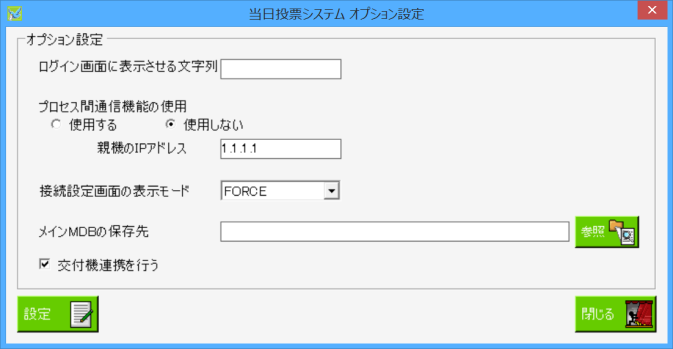 当日投票システム オプション設定
オプション設定
ログイン画面に表示させる文字列
プロセス間通信機能の使用
使用する 使用しない
親機のIPアドレス 1.1.1.1
接続設定画面の表示モード FORCE
メインMDBの保存先 参照
交付機連携を行う
設定 閉じる